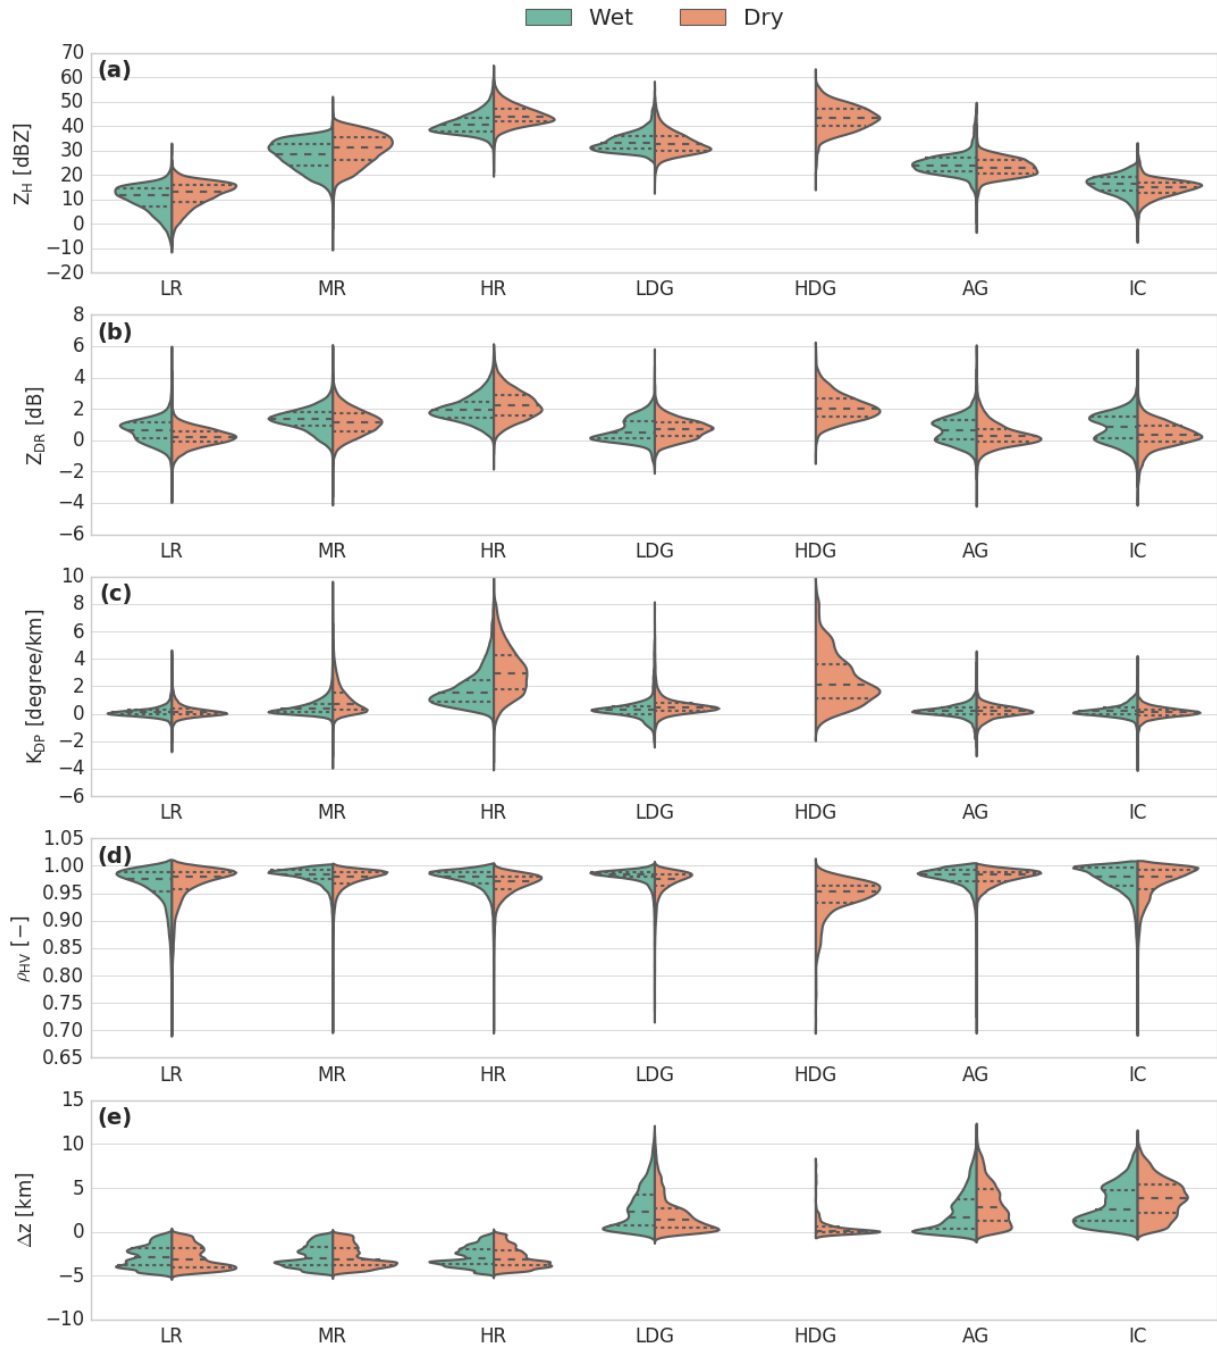 Wet Dry
(a)
Z_H [dBZ]
70
60
50
40
30
20
10
0
−10
−20
LR MR HR LDG HDG AG IC
(b)
Z_DR [dB]
8
6
4
2
0
−2
−4
−6
LR MR HR LDG HDG AG IC
(c)
K_DP [degree/km]
10
8
6
4
2
0
−2
−4
−6
LR MR HR LDG HDG AG IC
(d)
ρ_HV [−]
1.05
1.00
0.95
0.90
0.85
0.80
0.75
0.70
0.65
LR MR HR LDG HDG AG IC
(e)
Δz [km]
15
10
5
0
−5
−10
LR MR HR LDG HDG AG IC